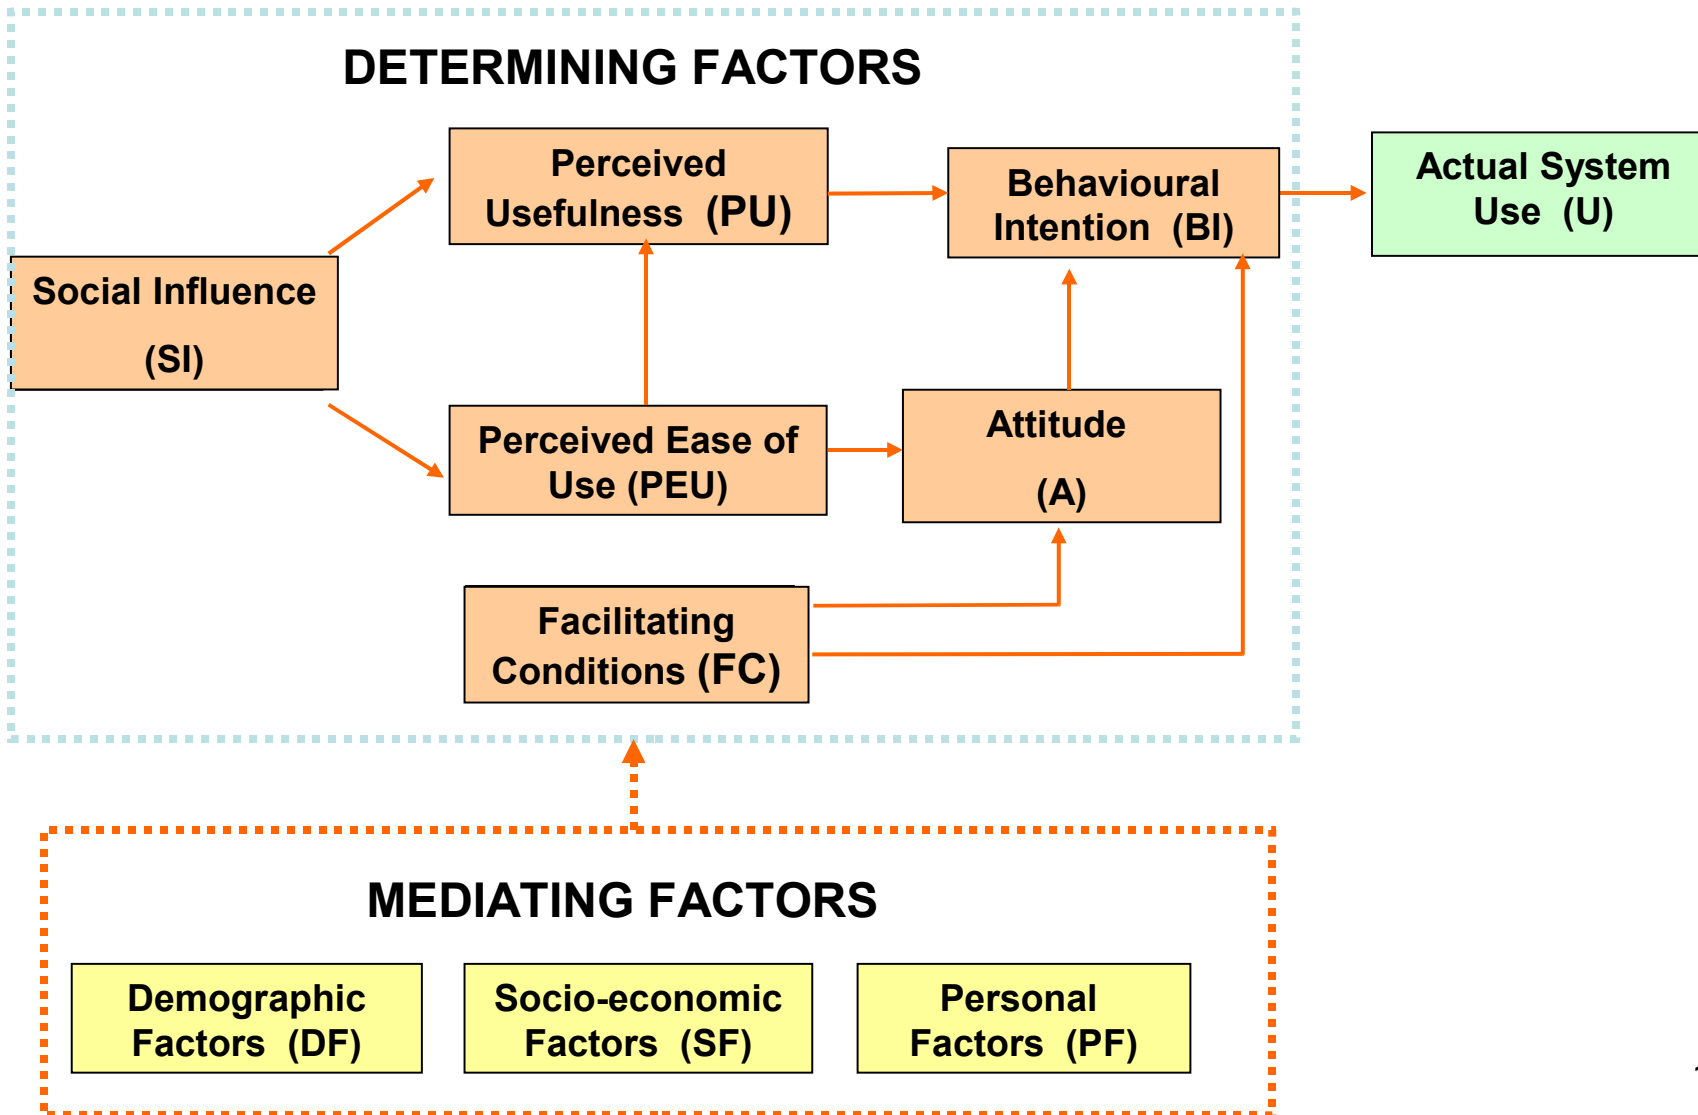 DETERMINING FACTORS
Perceived
Usefulness (PU)
Behavioural
Intention (BI)
Actual System
Use (U)
Social Influence
(SI)
Perceived Ease of
Use (PEU)
Attitude
(A)
Facilitating
Conditions (FC)
MEDIATING FACTORS
Demographic
Factors (DF)
Socio-economic
Factors (SF)
Personal
Factors (PF)